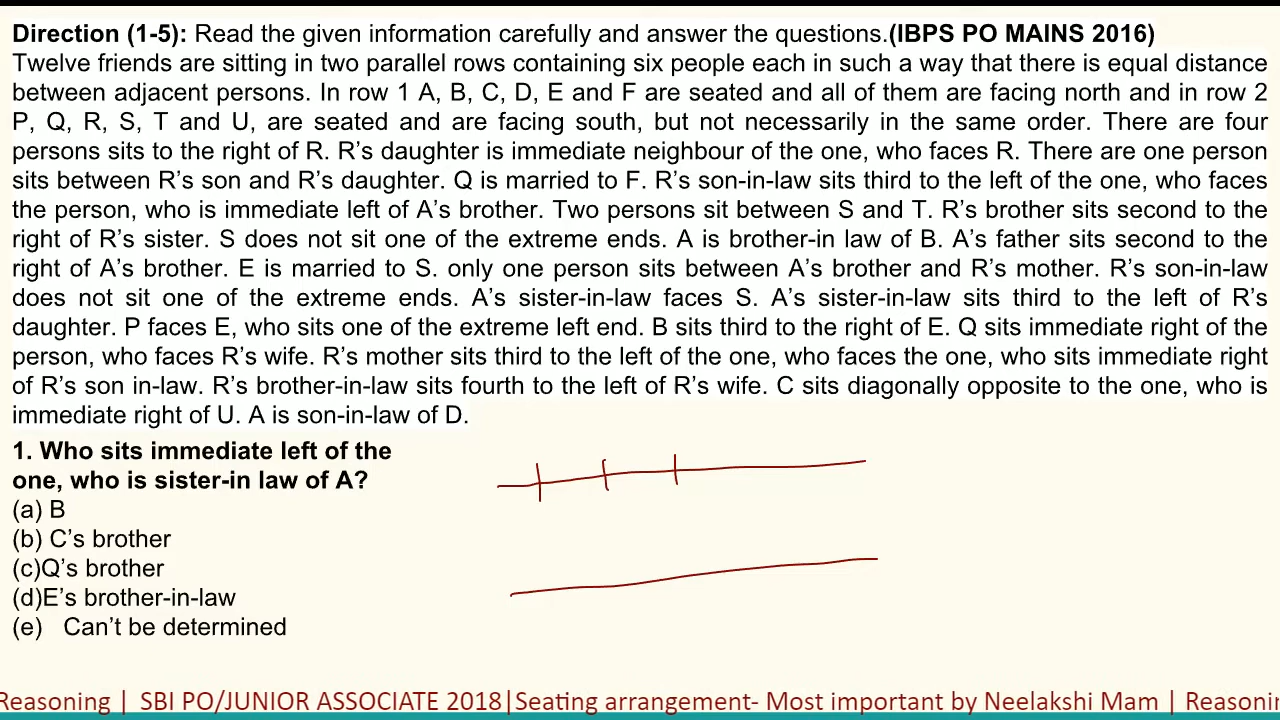 Direction (1-5): Read the given information carefully and answer the questions.(IBPS PO MAINS 2016)
Twelve friends are sitting in two parallel rows containing six people each in such a way that there is equal distance
between adjacent persons. In row 1 A, B, C, D, E and F are seated and all of them are facing north and in row 2
P, Q, R, S, T and U, are seated and are facing south, but not necessarily in the same order. There are four
persons sits to the right of R. R’s daughter is immediate neighbour of the one, who faces R. There are one person
sits between R’s son and R’s daughter. Q is married to F. R’s son-in-law sits third to the left of the one, who faces
the person, who is immediate left of A’s brother. Two persons sit between S and T. R’s brother sits second to the
right of R’s sister. S does not sit one of the extreme ends. A is brother-in law of B. A’s father sits second to the
right of A’s brother. E is married to S. only one person sits between A’s brother and R’s mother. R’s son-in-law
does not sit one of the extreme ends. A’s sister-in-law faces S. A’s sister-in-law sits third to the left of R’s
daughter. P faces E, who sits one of the extreme left end. B sits third to the right of E. Q sits immediate right of the
person, who faces R’s wife. R’s mother sits third to the left of the one, who faces the one, who sits immediate right
of R’s son in-law. R’s brother-in-law sits fourth to the left of R’s wife. C sits diagonally opposite to the one, who is
immediate right of U. A is son-in-law of D.
1. Who sits immediate left of the
one, who is sister-in law of A?
(a) B
(b) C’s brother
(c)Q’s brother
(d)E’s brother-in-law
(e) Can’t be determined
Reasoning | SBI PO/JUNIOR ASSOCIATE 2018|Seating arrangement- Most important by Neelakshi Mam | Reasoni